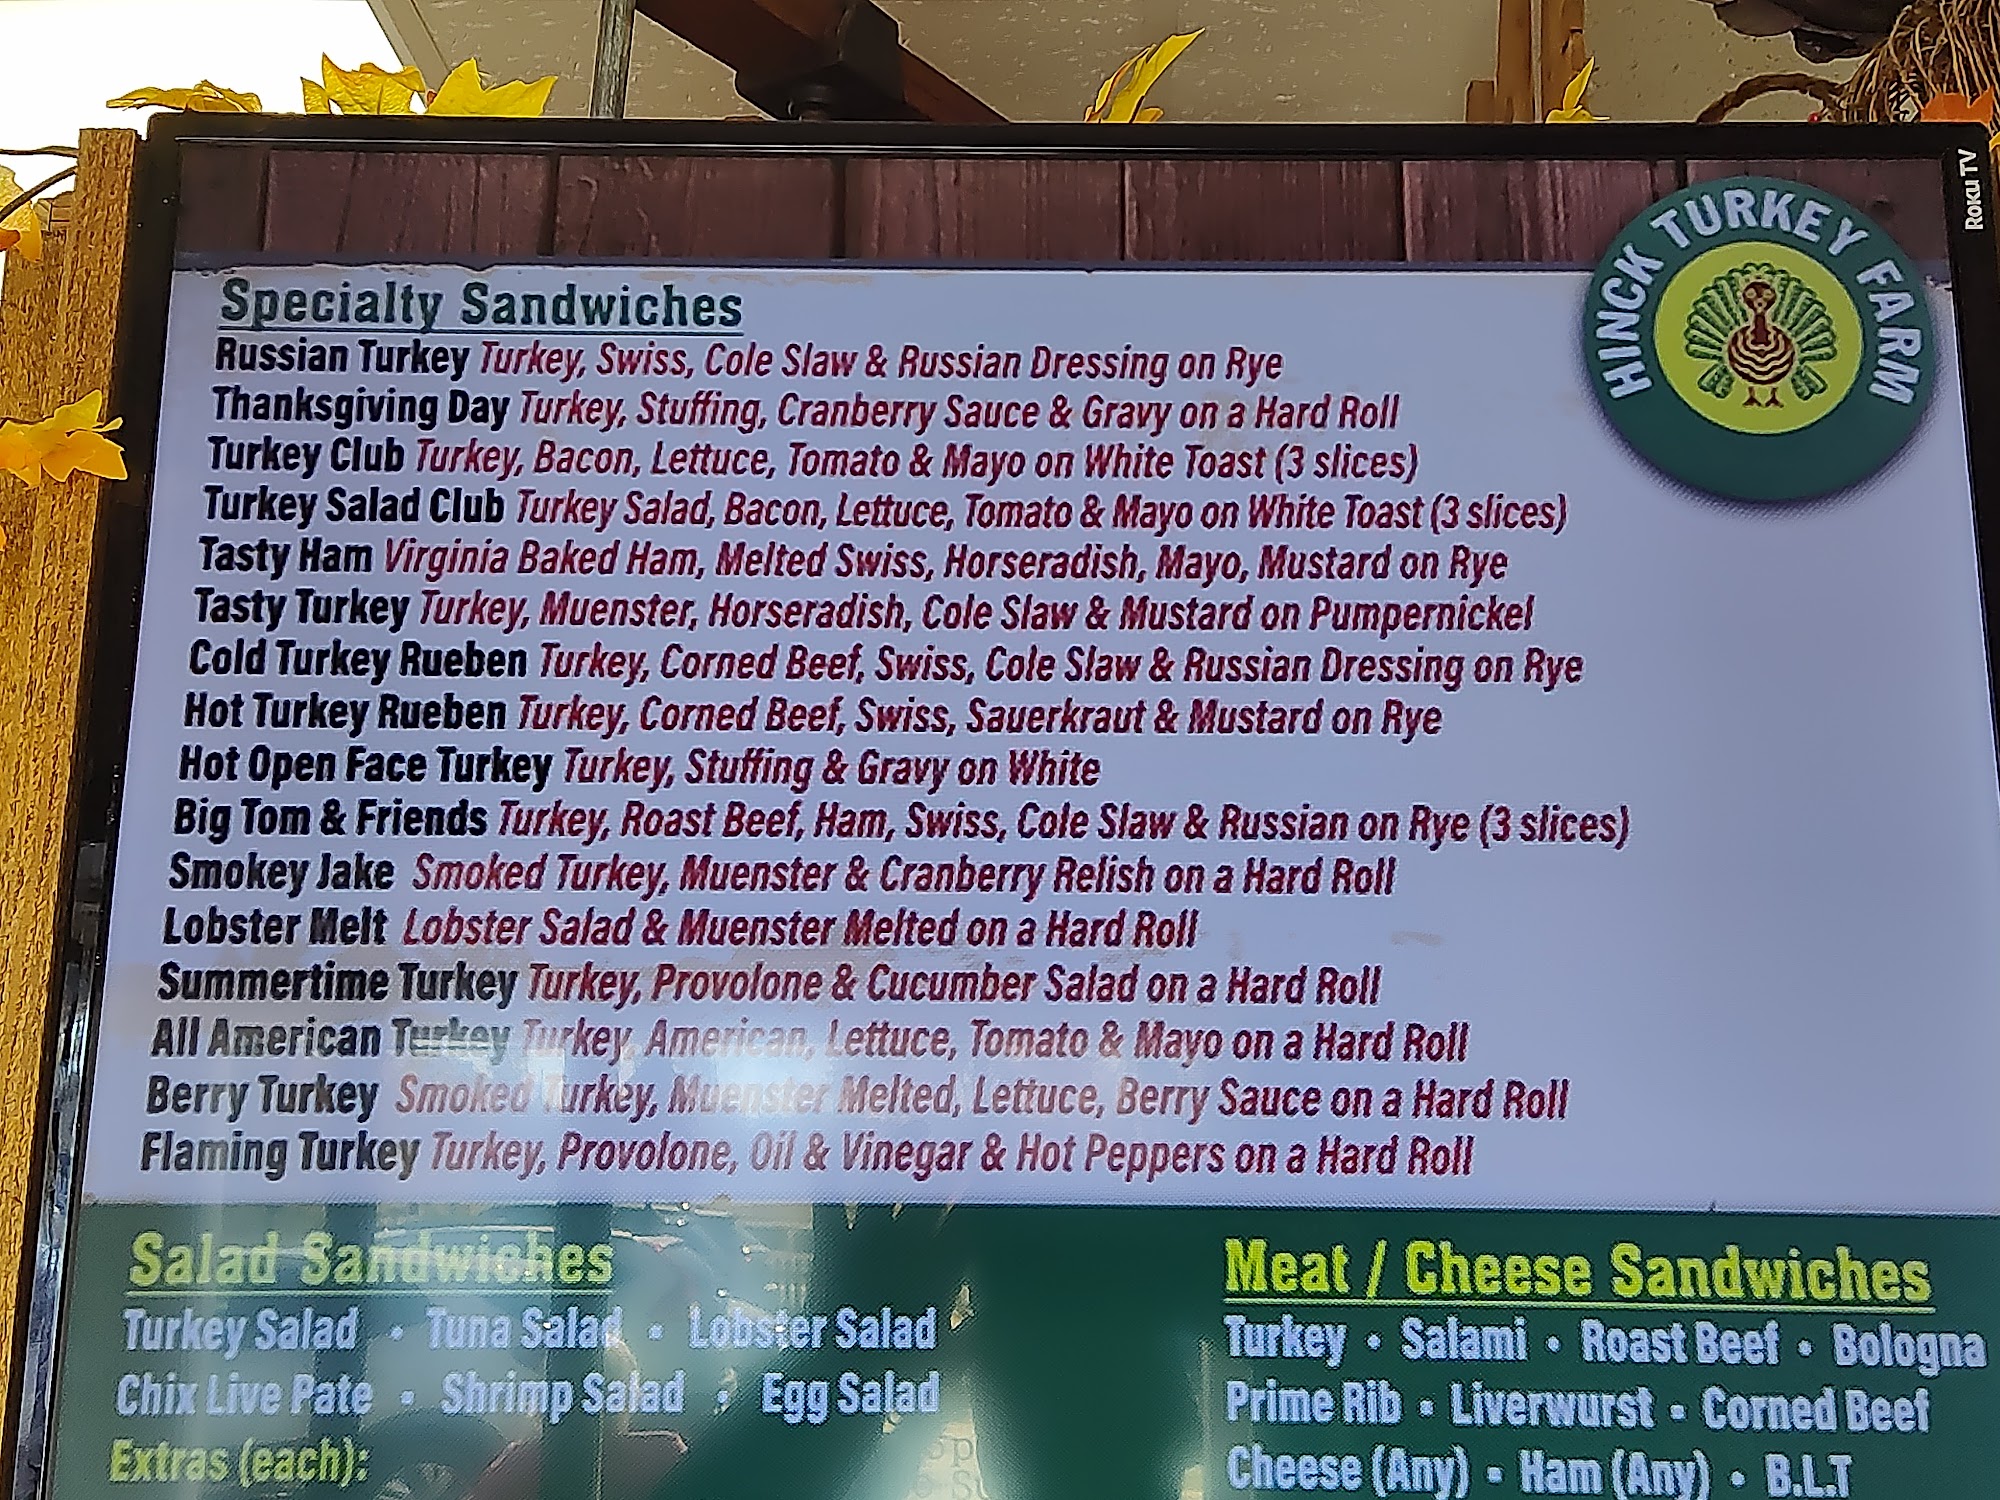 Roku TV
HINCK TURKEY FARM
Specialty Sandwiches
Russian Turkey Turkey, Swiss, Cole Slaw & Russian Dressing on Rye
Thanksgiving Day Turkey, Stuffing, Cranberry Sauce & Gravy on a Hard Roll
Turkey Club Turkey, Bacon, Lettuce, Tomato & Mayo on White Toast (3 slices)
Turkey Salad Club Turkey Salad, Bacon, Lettuce, Tomato & Mayo on White Toast (3 slices)
Tasty Ham Virginia Baked Ham, Melted Swiss, Horseradish, Mayo, Mustard on Rye
Tasty Turkey Turkey, Muenster, Horseradish, Cole Slaw & Mustard on Pumpernickel
Cold Turkey Rueben Turkey, Corned Beef, Swiss, Cole Slaw & Russian Dressing on Rye
Hot Turkey Rueben Turkey, Corned Beef, Swiss, Sauerkraut & Mustard on Rye
Hot Open Face Turkey Turkey, Stuffing & Gravy on White
Big Tom & Friends Turkey, Roast Beef, Ham, Swiss, Cole Slaw & Russian on Rye (3 slices)
Smokey Jake Smoked Turkey, Muenster & Cranberry Relish on a Hard Roll
Lobster Melt Lobster Salad & Muenster Melted on a Hard Roll
Summertime Turkey Turkey, Provolone & Cucumber Salad on a Hard Roll
All American Turkey Turkey, American, Lettuce, Tomato & Mayo on a Hard Roll
Berry Turkey Smoked Turkey, Muenster Melted, Lettuce, Berry Sauce on a Hard Roll
Flaming Turkey Turkey, Provolone, Oil & Vinegar & Hot Peppers on a Hard Roll
Salad Sandwiches
Turkey Salad • Tuna Salad • Lobster Salad
Chix Live Pate • Shrimp Salad • Egg Salad
Extras (each):
Meat / Cheese Sandwiches
Turkey • Salami • Roast Beef • Bologna
Prime Rib • Liverwurst • Corned Beef
Cheese (Any) • Ham (Any) • B.L.T